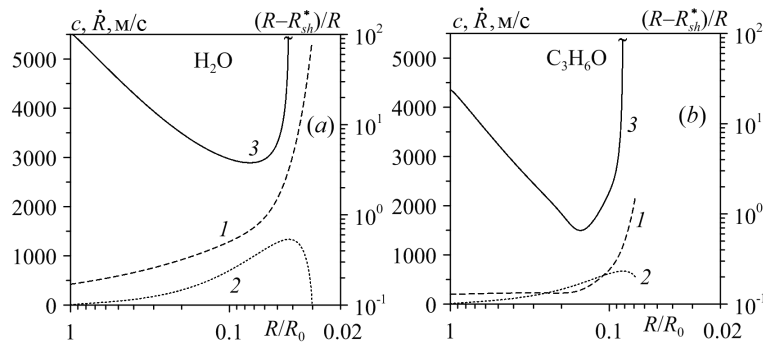 c, Ṙ, м/с (R–R*sh)/R c, Ṙ, м/с (R–R*sh)/R
5000 H₂O 10² 5000 C₃H₆O 10²
4000 3 (a) 10¹ 4000 3 (b) 10¹
3000 3000
2000 1 10⁰ 2000 1 10⁰
1000 2 1000 2
0 10⁻¹ 0 10⁻¹
1 0.1 R/R₀ 0.02 1 0.1 R/R₀ 0.02